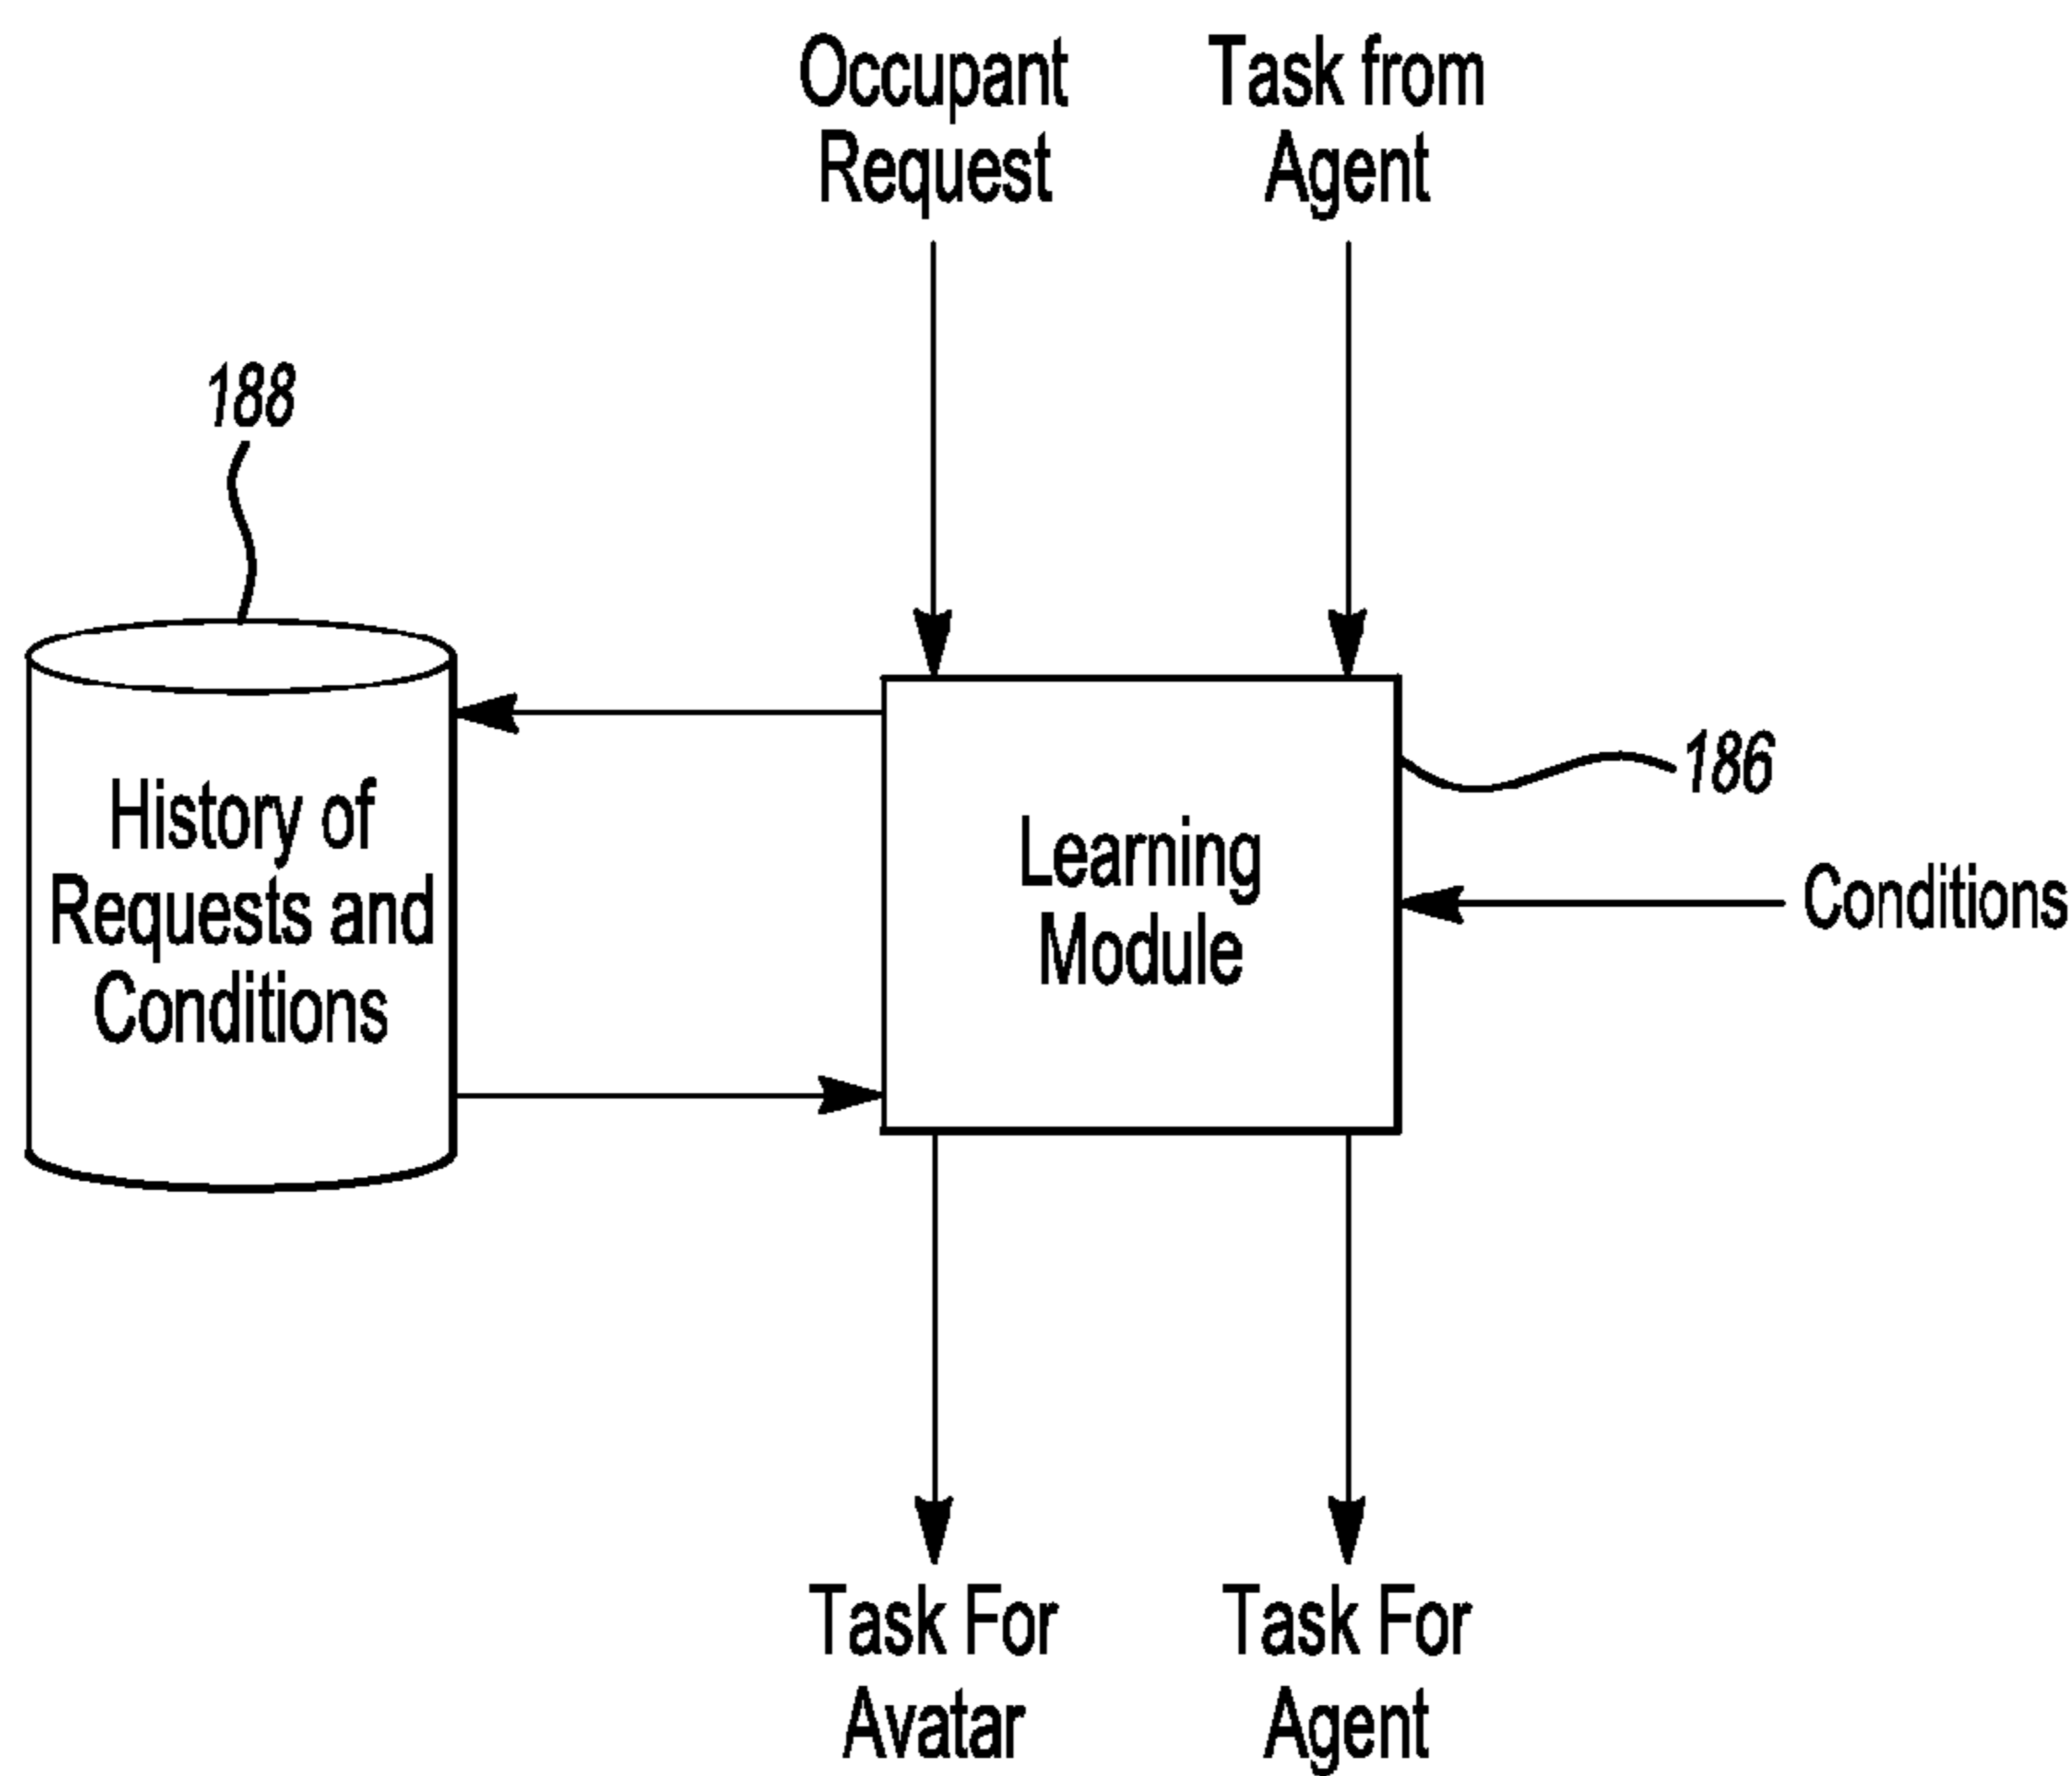 Occupant
Request
Task from
Agent
188
History of
Requests and
Conditions
Learning
Module
186
Conditions
Task For
Avatar
Task For
Agent